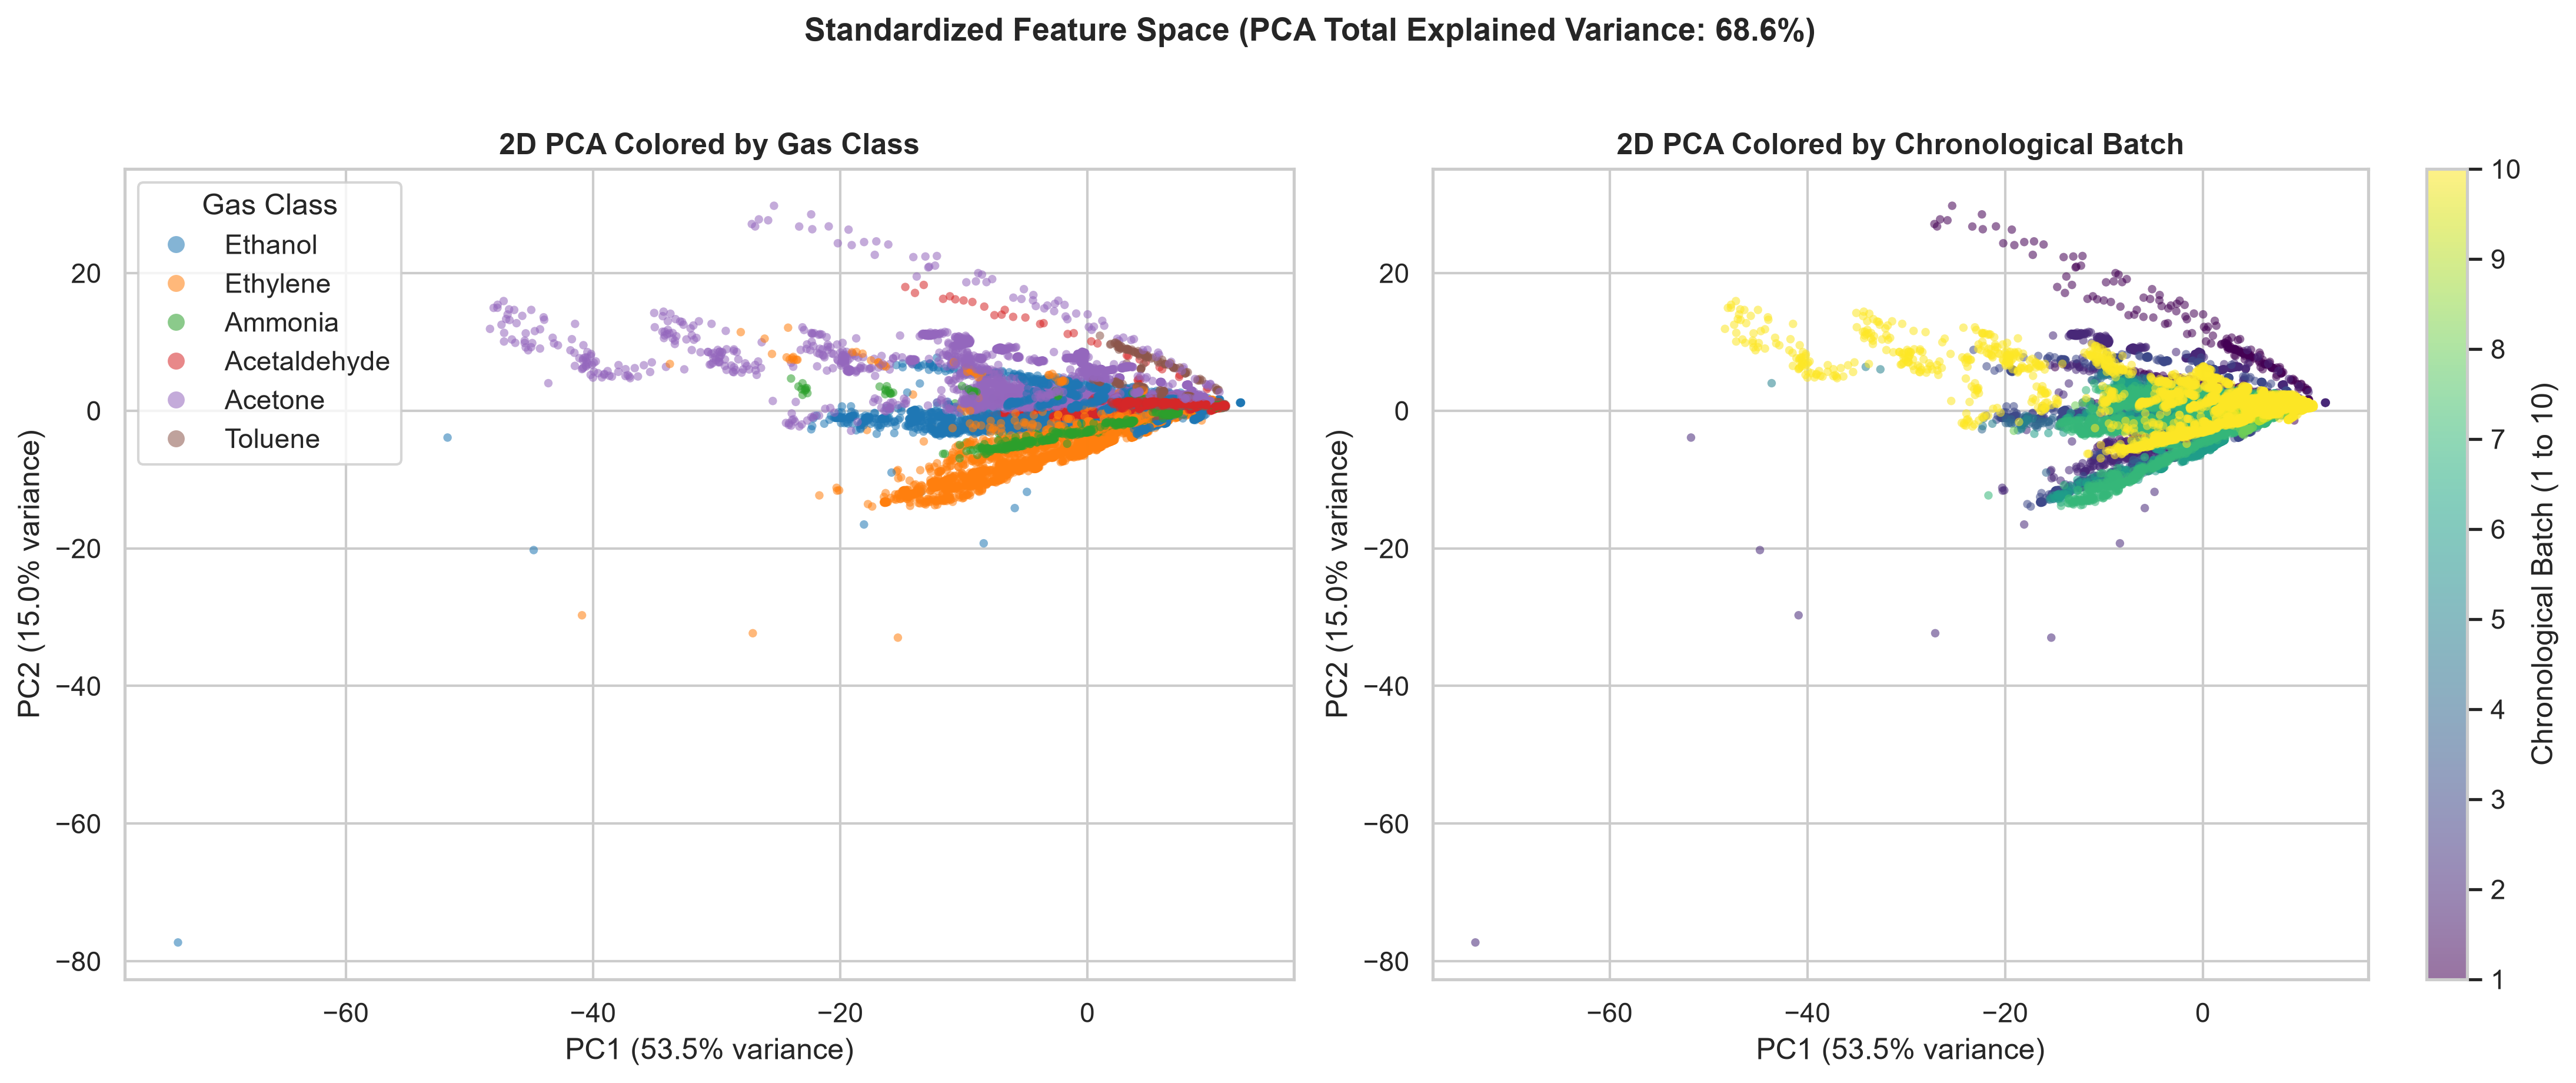 Standardized Feature Space (PCA Total Explained Variance: 68.6%)
2D PCA Colored by Gas Class
Gas Class
Ethanol
Ethylene
Ammonia
Acetaldehyde
Acetone
Toluene
20
0
−20
−40
−60
−80
PC2 (15.0% variance)
−60
−40
−20
0
PC1 (53.5% variance)
2D PCA Colored by Chronological Batch
20
0
−20
−40
−60
−80
PC2 (15.0% variance)
−60
−40
−20
0
PC1 (53.5% variance)
10
9
8
7
6
5
4
3
2
1
Chronological Batch (1 to 10)